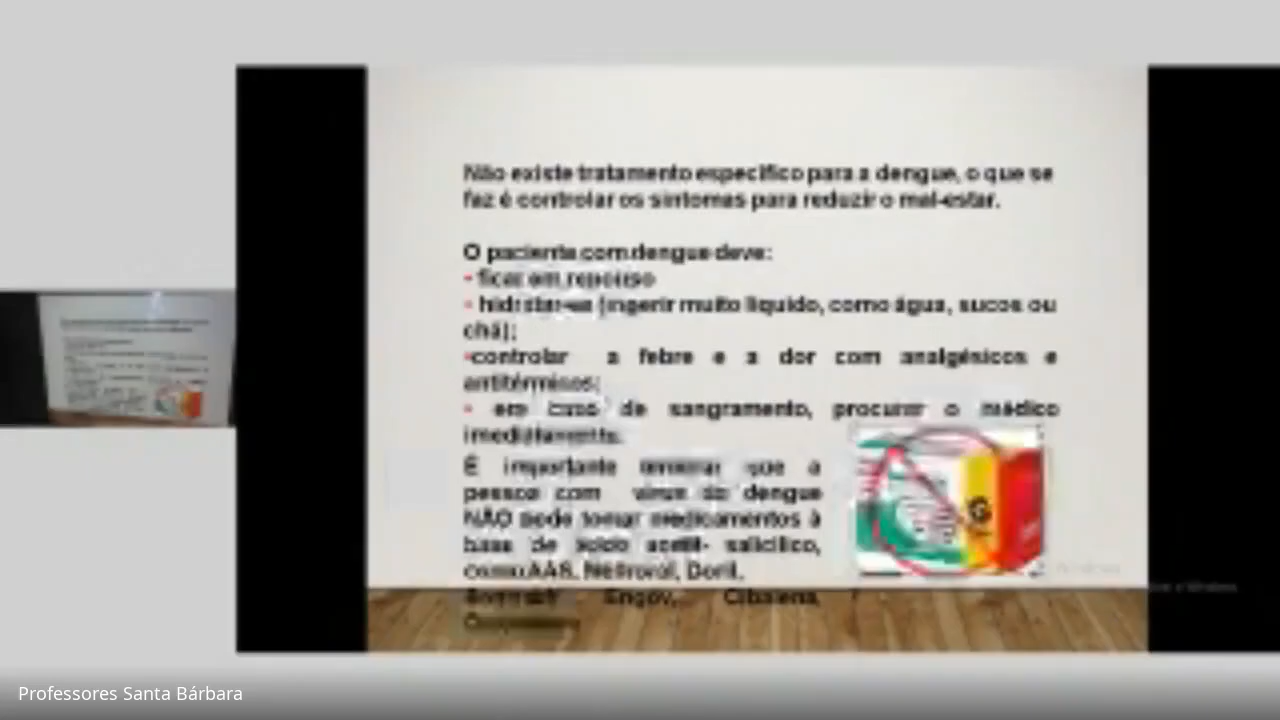 Não existe tratamento específico para a dengue, o que se
faz é controlar os sintomas para reduzir o mal-estar.
O paciente com dengue deve:
• ficar em repouso
• hidratar-se (ingerir muito líquido, como água, sucos ou
chá);
•controlar a febre e a dor com analgésicos e
antitérmicos;
• em caso de sangramento, procurar o médico
imediatamente.
É importante que a
pessoa com vírus da dengue
NÃO pode tomar medicamentos à
base de ácido acetil- salicílico,
como AAS, Melhoral, Doril,
Engov, Cibalena,
G
Professores Santa Bárbara